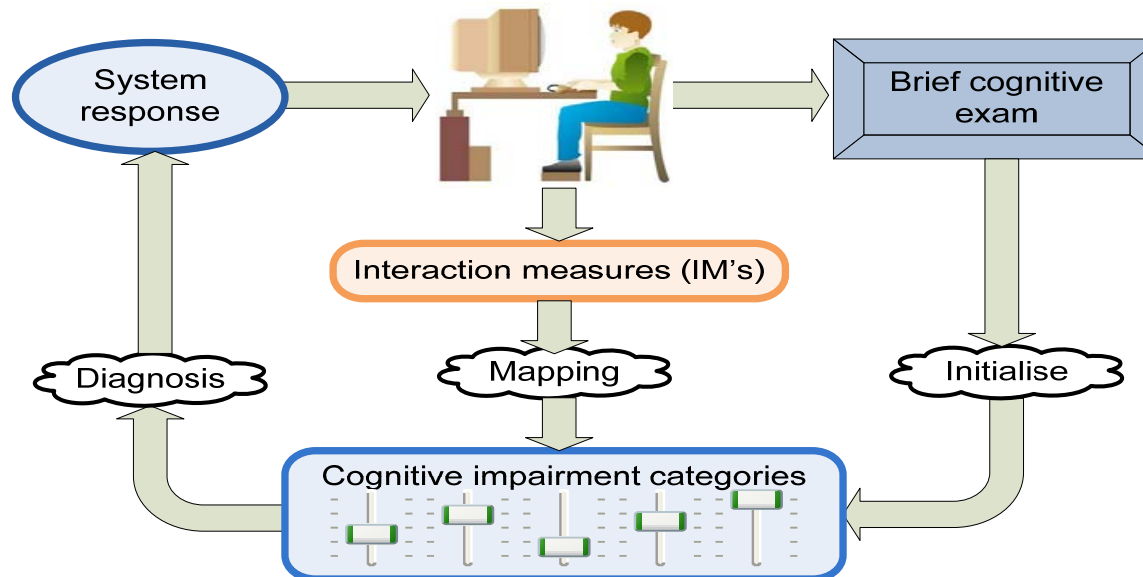 System
response
Brief cognitive
exam
Interaction measures (IM's)
Diagnosis
Mapping
Initialise
Cognitive impairment categories